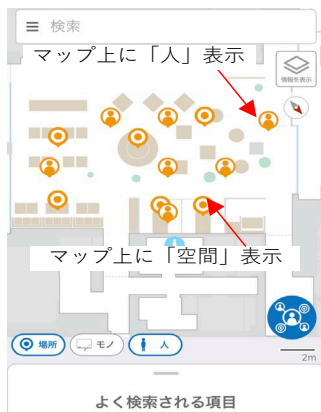 検索
マップ上に「人」表示
情報を表示
マップ上に「空間」表示
場所
モノ
人
2m
よく検索される項目